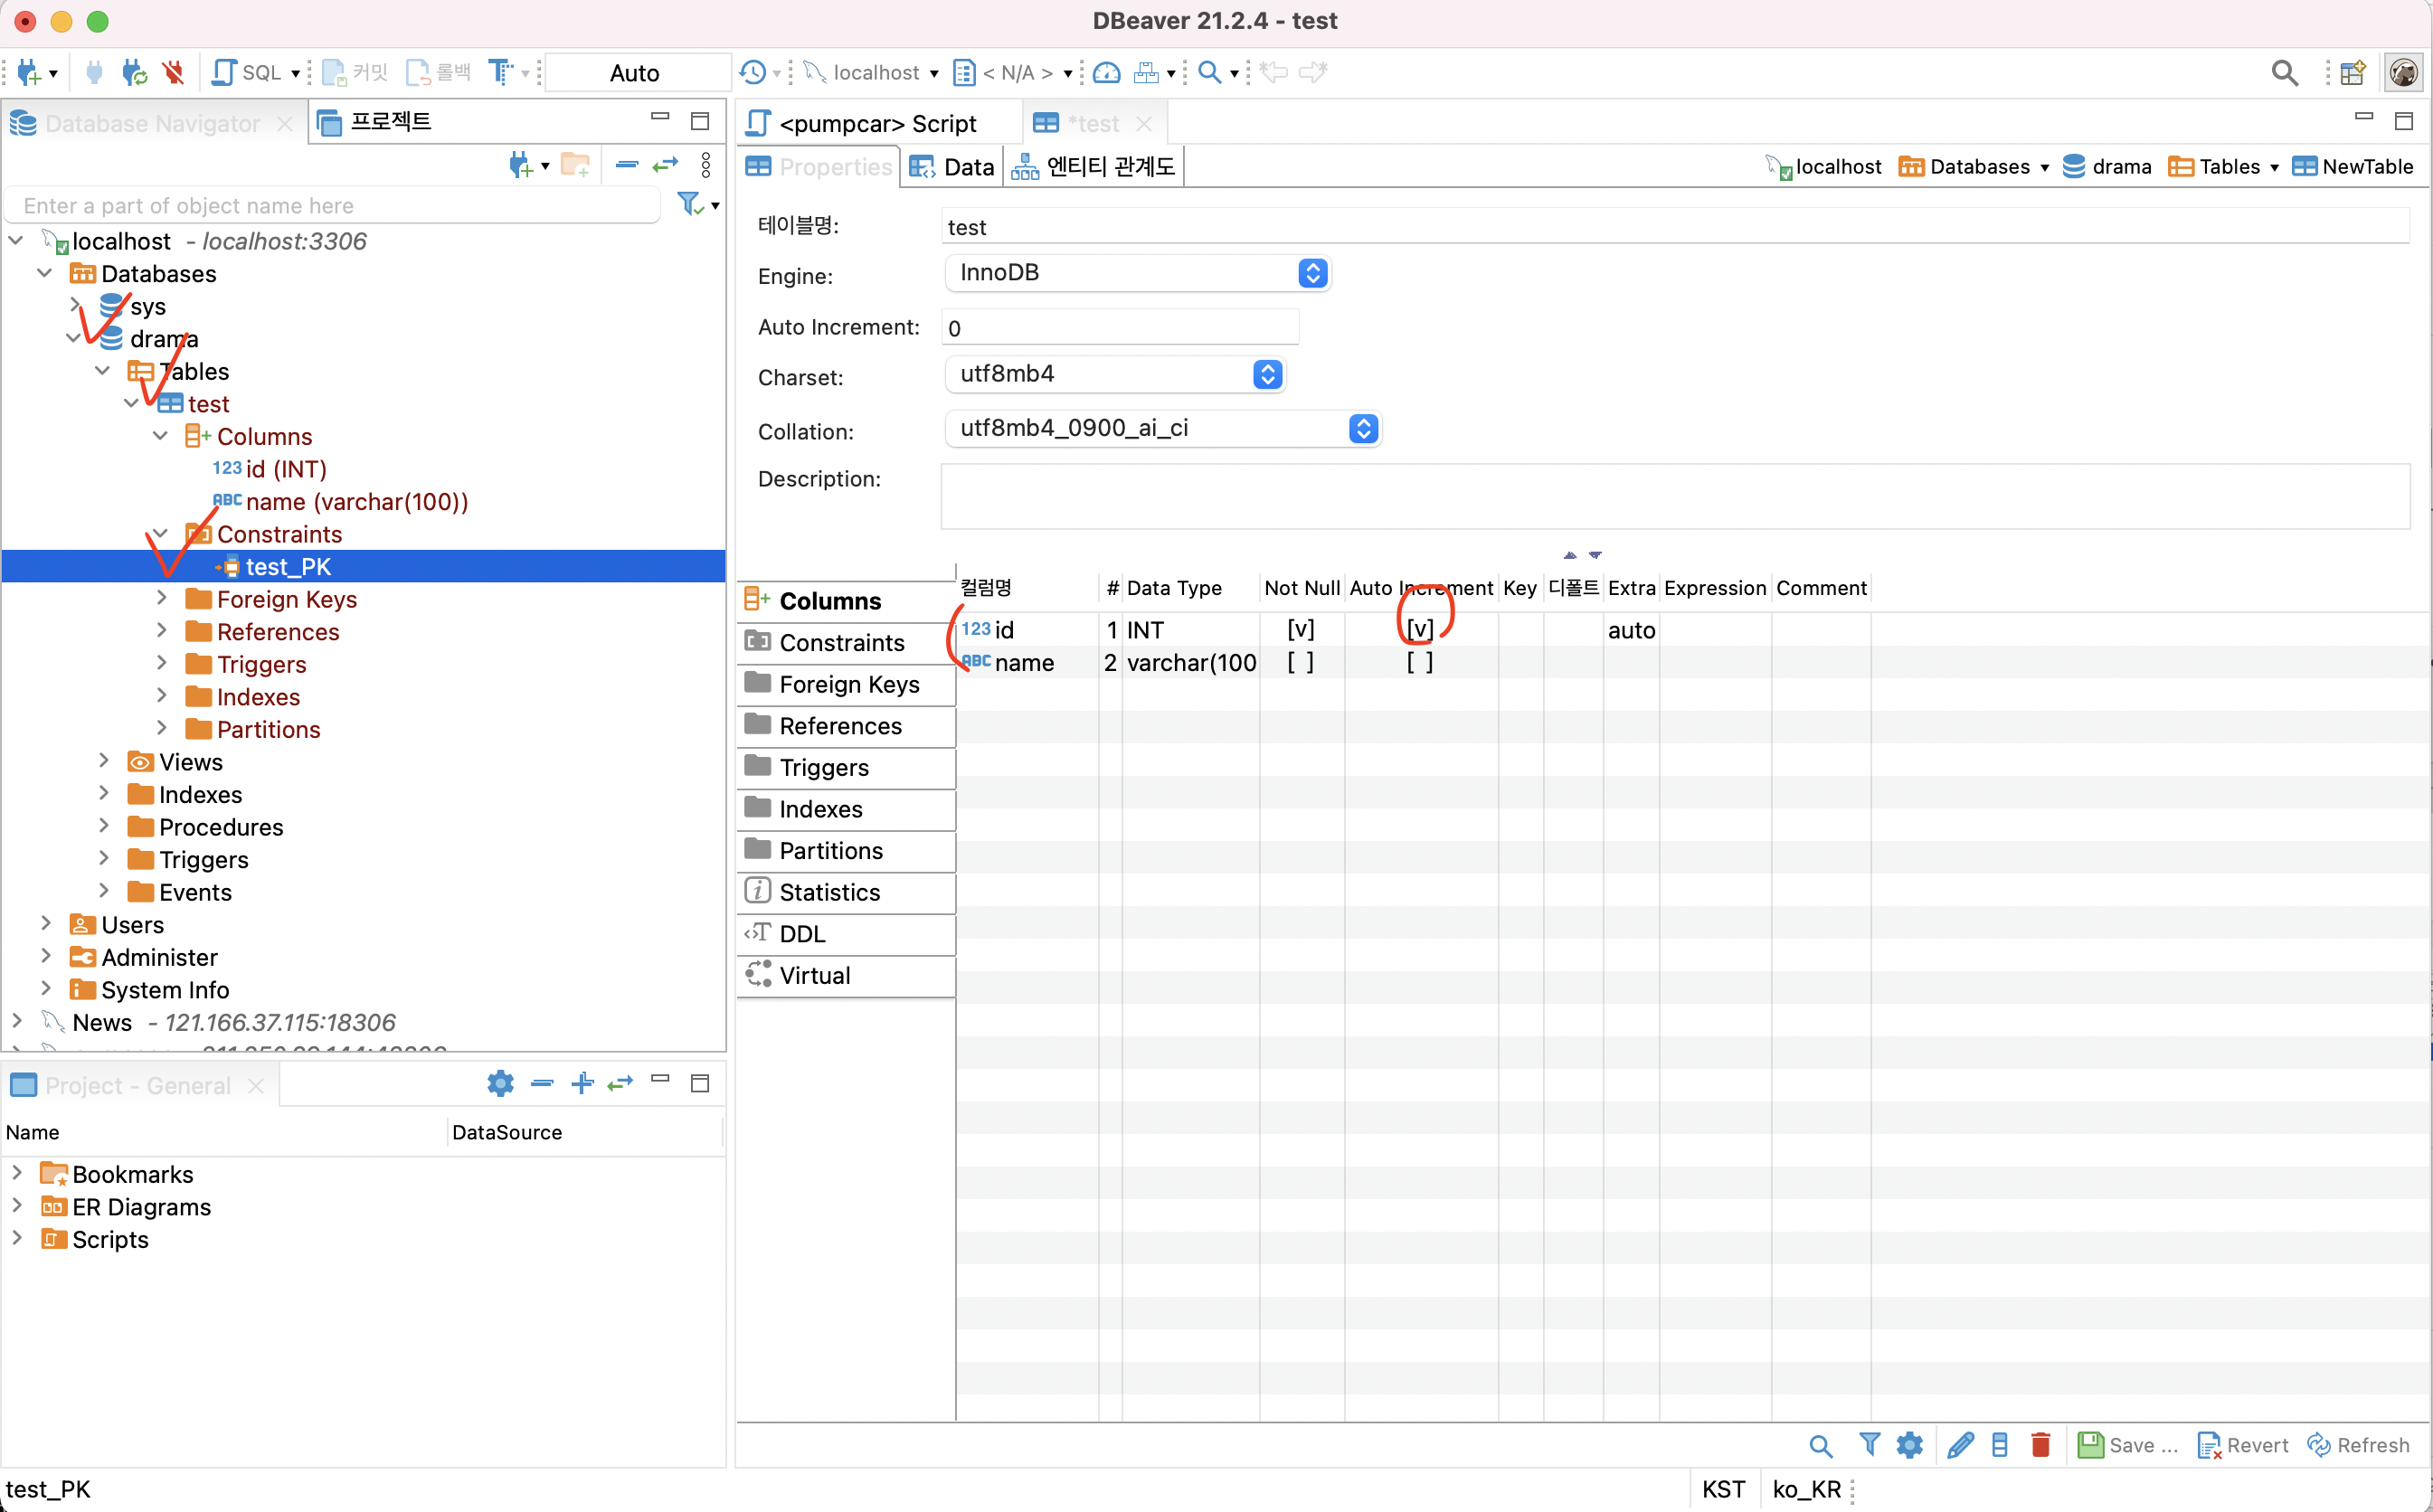 DBeaver 21.2.4 - test
SQL 커밋 롤백 Auto localhost < N/A >
Database Navigator 프로젝트
Enter a part of object name here
localhost - localhost:3306
Databases
sys
drama
Tables
test
Columns
123 id (INT)
ABC name (varchar(100))
Constraints
test_PK
Foreign Keys
References
Triggers
Indexes
Partitions
Views
Indexes
Procedures
Triggers
Events
Users
Administer
System Info
News - 121.166.37.115:18306
Project - General
Name DataSource
Bookmarks
ER Diagrams
Scripts
<pumpcar> Script *test
Properties Data 엔티티 관계도 localhost Databases drama Tables NewTable
테이블명: test
Engine: InnoDB
Auto Increment: 0
Charset: utf8mb4
Collation: utf8mb4_0900_ai_ci
Description:
Columns
Constraints
Foreign Keys
References
Triggers
Indexes
Partitions
Statistics
DDL
Virtual
컬럼명 # Data Type Not Null Auto Increment Key 디폴트 Extra Expression Comment
123 id 1 INT [v] [v] auto
ABC name 2 varchar(100 [ ] [ ]
Save ... Revert Refresh
test_PK KST ko_KR